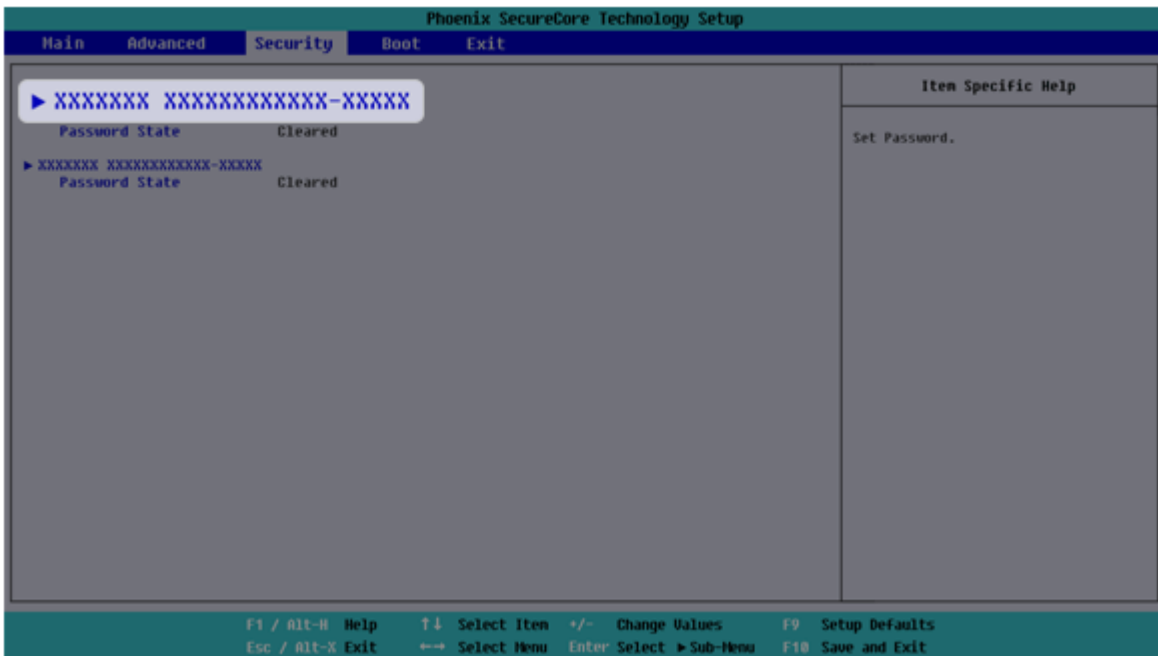 Phoenix SecureCore Technology Setup
Main Advanced Security Boot Exit
▶ XXXXXXX XXXXXXXXXXXX-XXXXX
Password State Cleared
▶ XXXXXXX XXXXXXXXXXXX-XXXXX
Password State Cleared
Item Specific Help
Set Password.
F1 / Alt-H Help ↑↓ Select Item +/- Change Values F9 Setup Defaults
Esc / Alt-X Exit ←→ Select Menu Enter Select ▶ Sub-Menu F10 Save and Exit